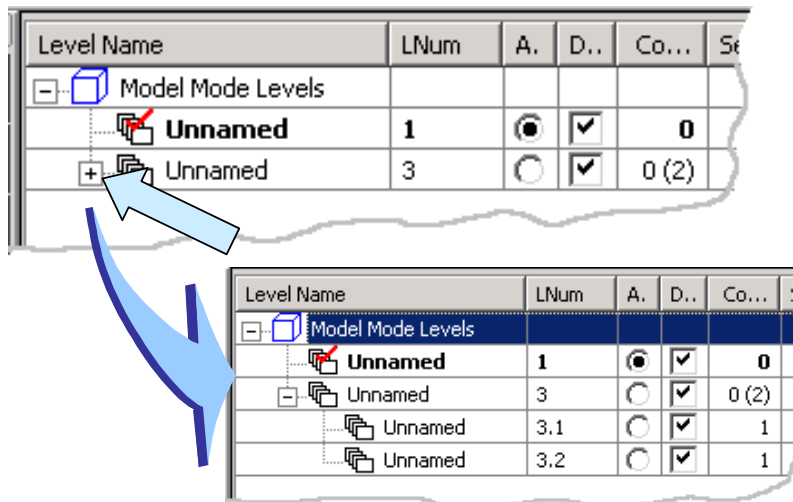 Level Name LNum A. D.. Co... Se
Model Mode Levels
Unnamed 1 0
Unnamed 3 0 (2)
Level Name LNum A. D.. Co...
Model Mode Levels
Unnamed 1 0
Unnamed 3 0 (2)
Unnamed 3.1 1
Unnamed 3.2 1